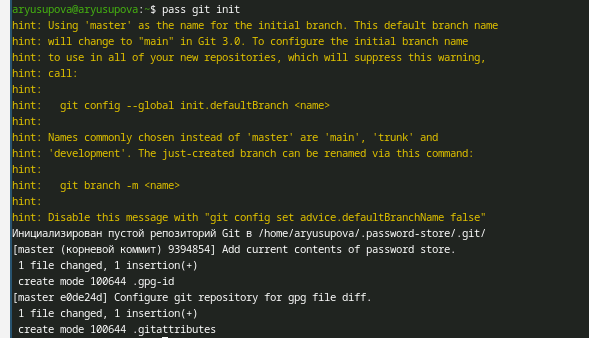 aryusupova@aryusupova:~$ pass git init
hint: Using 'master' as the name for the initial branch. This default branch name
hint: will change to "main" in Git 3.0. To configure the initial branch name
hint: to use in all of your new repositories, which will suppress this warning,
hint: call:
hint:
hint:   git config --global init.defaultBranch <name>
hint:
hint: Names commonly chosen instead of 'master' are 'main', 'trunk' and
hint: 'development'. The just-created branch can be renamed via this command:
hint:
hint:   git branch -m <name>
hint:
hint: Disable this message with "git config set advice.defaultBranchName false"
Инициализирован пустой репозиторий Git в /home/aryusupova/.password-store/.git/
[master (корневой коммит) 9394854] Add current contents of password store.
 1 file changed, 1 insertion(+)
 create mode 100644 .gpg-id
[master e0de24d] Configure git repository for gpg file diff.
 1 file changed, 1 insertion(+)
 create mode 100644 .gitattributes